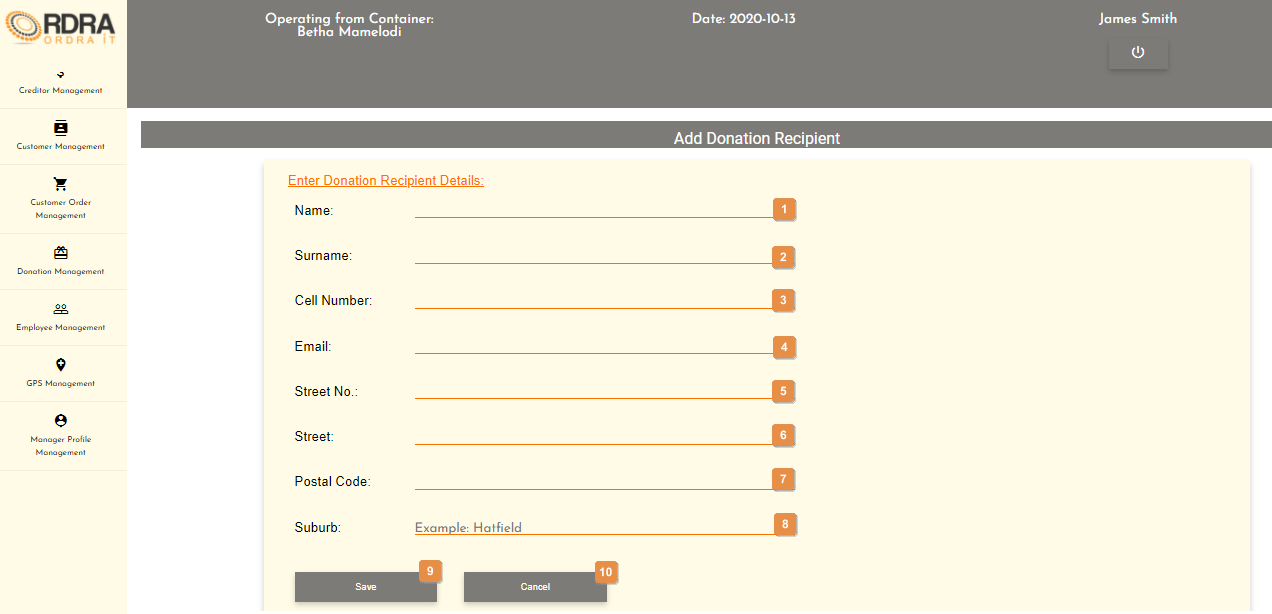 ORDRA
ORDRA IT
Operating from Container:
Betha Mamelodi
Date: 2020-10-13
James Smith
Creditor Management
Customer Management
Customer Order
Management
Donation Management
Employee Management
GPS Management
Manager Profile
Management
Add Donation Recipient
Enter Donation Recipient Details:
Name: 1
Surname: 2
Cell Number: 3
Email: 4
Street No.: 5
Street: 6
Postal Code: 7
Suburb: Example: Hatfield 8
Save 9 Cancel 10